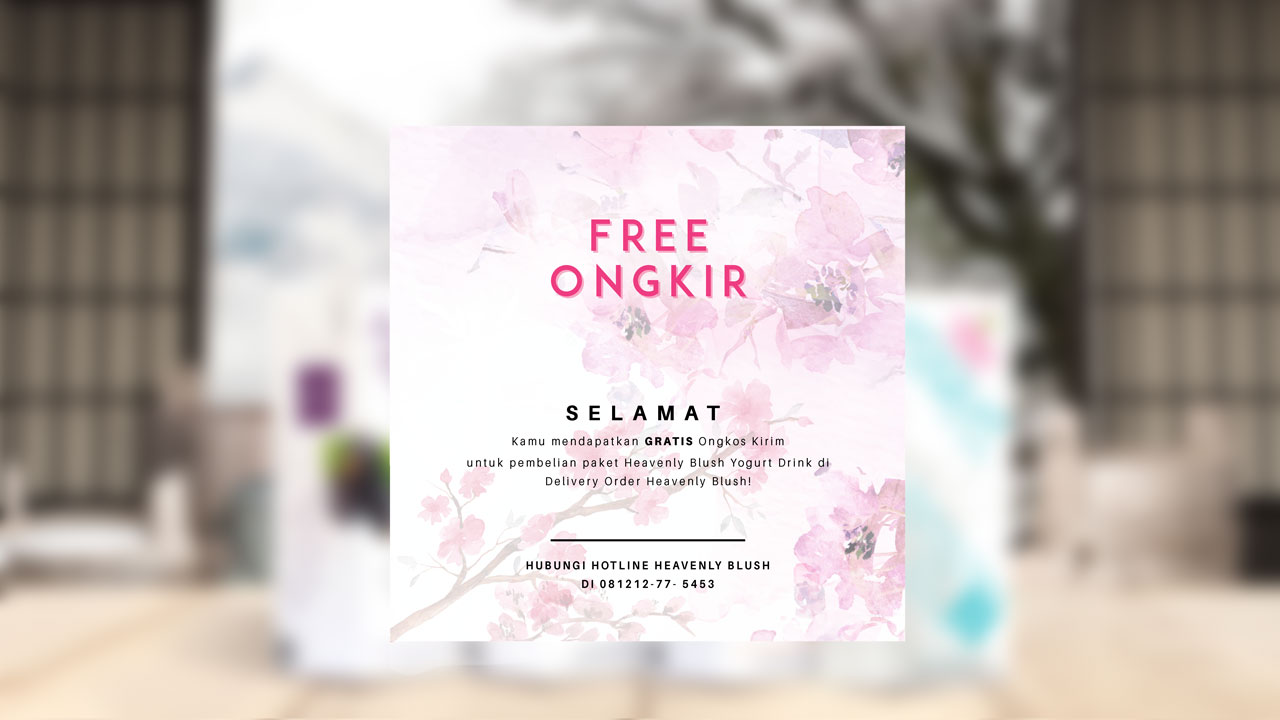 FREE
ONGKIR
SELAMAT
Kamu mendapatkan GRATIS Ongkos Kirim
untuk pembelian paket Heavenly Blush Yogurt Drink di
Delivery Order Heavenly Blush!
HUBUNGI HOTLINE HEAVENLY BLUSH
DI 081212-77- 5453